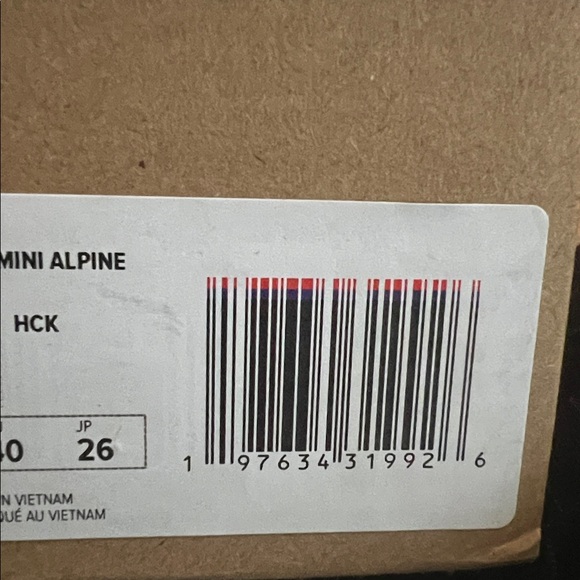 MINI ALPINE
HCK
JP
40 26
1 97634 31992 6
N VIETNAM
QUÉ AU VIETNAM